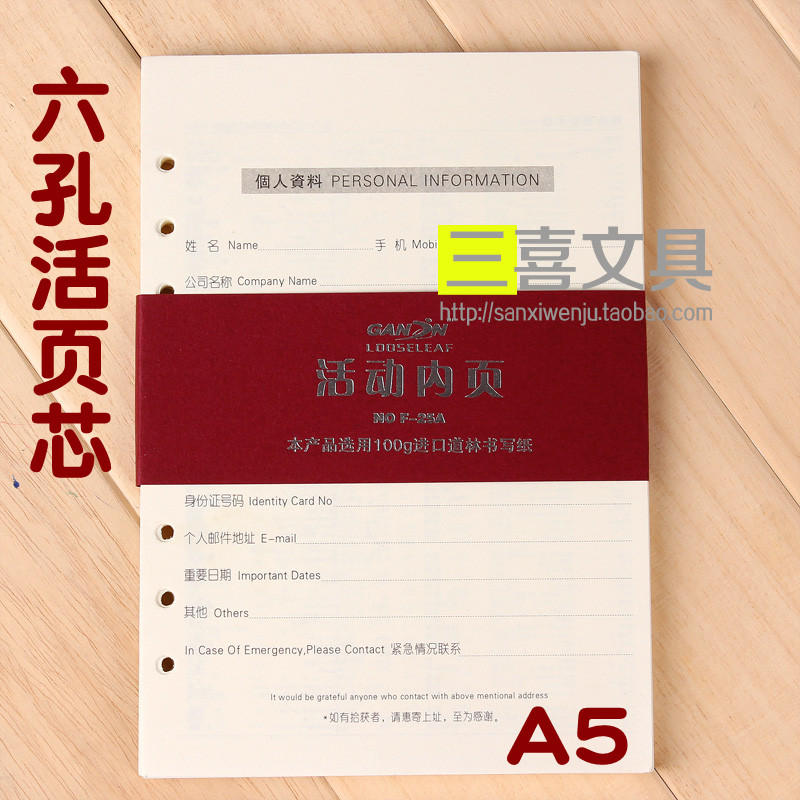 六孔活页芯
個人資料 PERSONAL INFORMATION
姓 名 Name 手 机 Mobi
三喜文具
公司名称 Company Name
http://sanxiwenju.taobao.com
LOOSELEAF
活动内页
NO F-25A
本产品选用100g进口道林书写纸
身份证号码 Identity Card No
个人邮件地址 E-mail
重要日期 Important Dates
其他 Others
In Case Of Emergency,Please Contact 紧急情况联系
It would be grateful anyone who contact with above mentional address
*如有拾获者，请惠寄上址，至为感谢。
A5